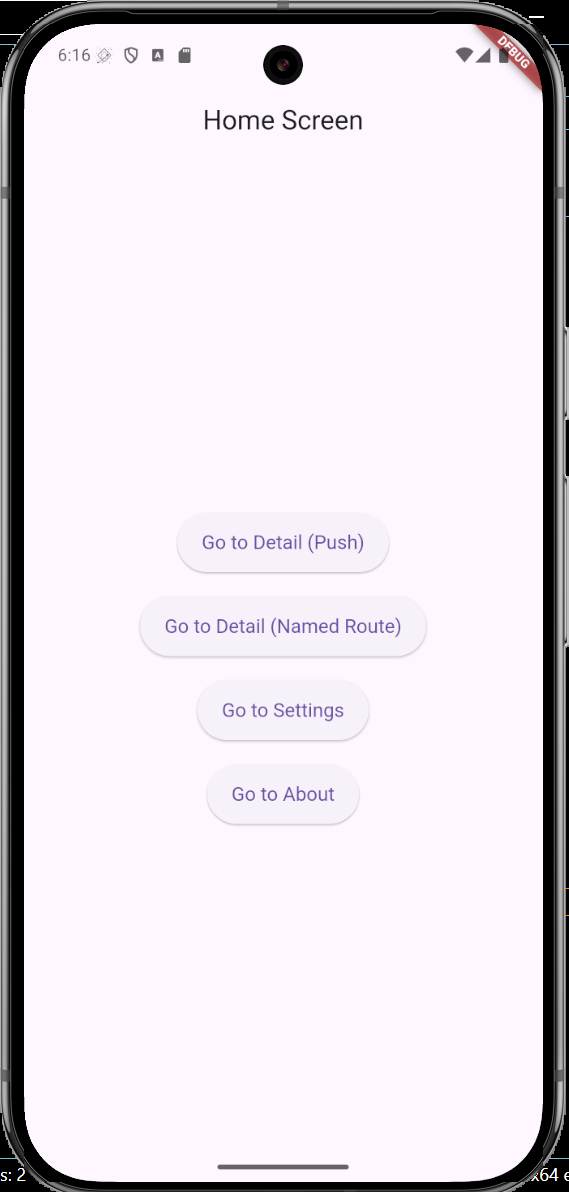 6:16
DEBUG
Home Screen
Go to Detail (Push)
Go to Detail (Named Route)
Go to Settings
Go to About
s: 2
x64 e